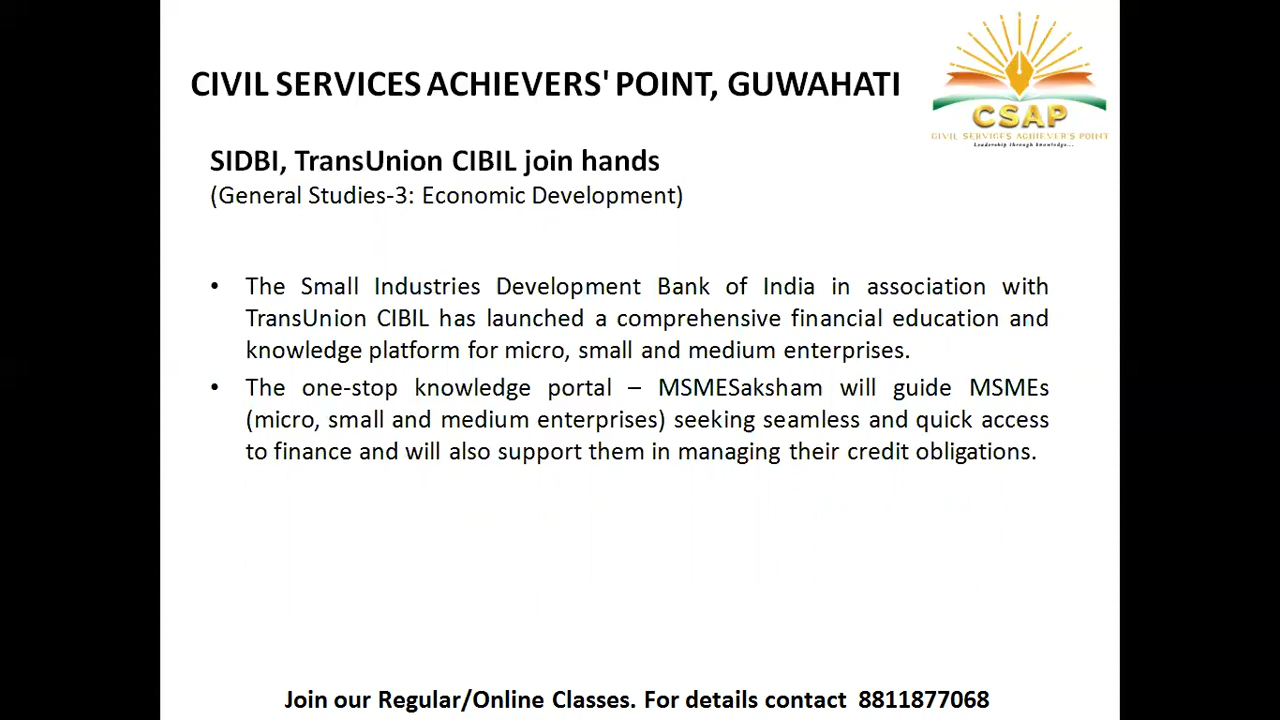 CIVIL SERVICES ACHIEVERS' POINT, GUWAHATI
CSAP
CIVIL SERVICES ACHIEVER'S POINT
Leadership through knowledge...
SIDBI, TransUnion CIBIL join hands
(General Studies-3: Economic Development)
• The Small Industries Development Bank of India in association with
TransUnion CIBIL has launched a comprehensive financial education and
knowledge platform for micro, small and medium enterprises.
• The one-stop knowledge portal – MSMESaksham will guide MSMEs
(micro, small and medium enterprises) seeking seamless and quick access
to finance and will also support them in managing their credit obligations.
Join our Regular/Online Classes. For details contact 8811877068